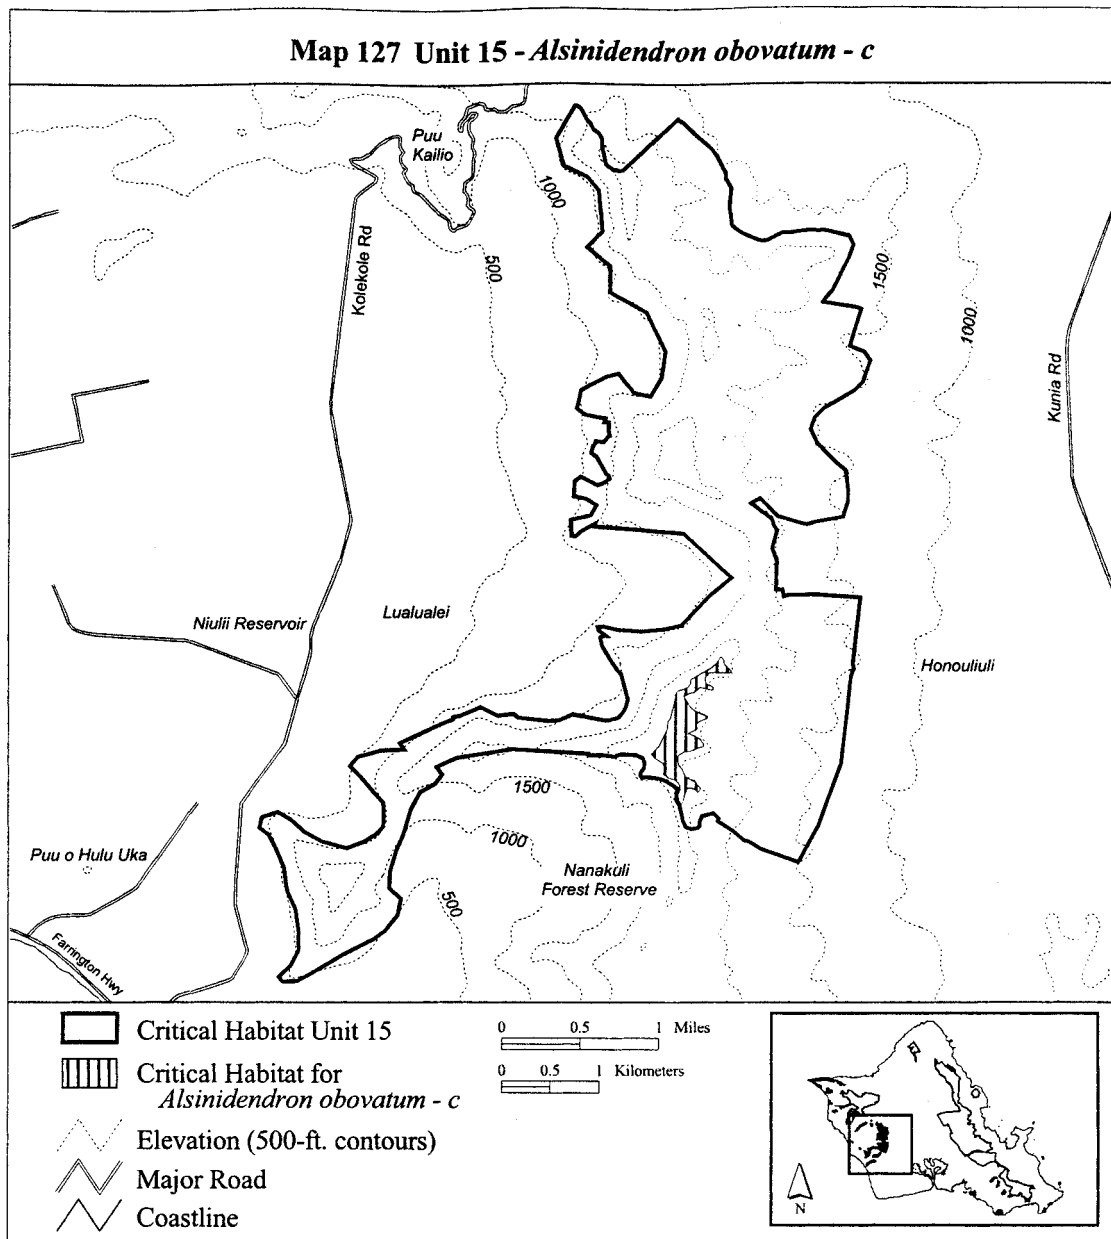 Map 127 Unit 15 - Alsinidendron obovatum - c
Puu
Kailio
1000
500
Kolekole Rd
1500
1000
Kunia Rd
Niulii Reservoir
Lualualei
Honouliuli
1500
1000
500
Puu o Hulu Uka
Nanakuli
Forest Reserve
Farrington Hwy
Critical Habitat Unit 15
Critical Habitat for
Alsinidendron obovatum - c
Elevation (500-ft. contours)
Major Road
Coastline
0 0.5 1 Miles
0 0.5 1 Kilometers
N